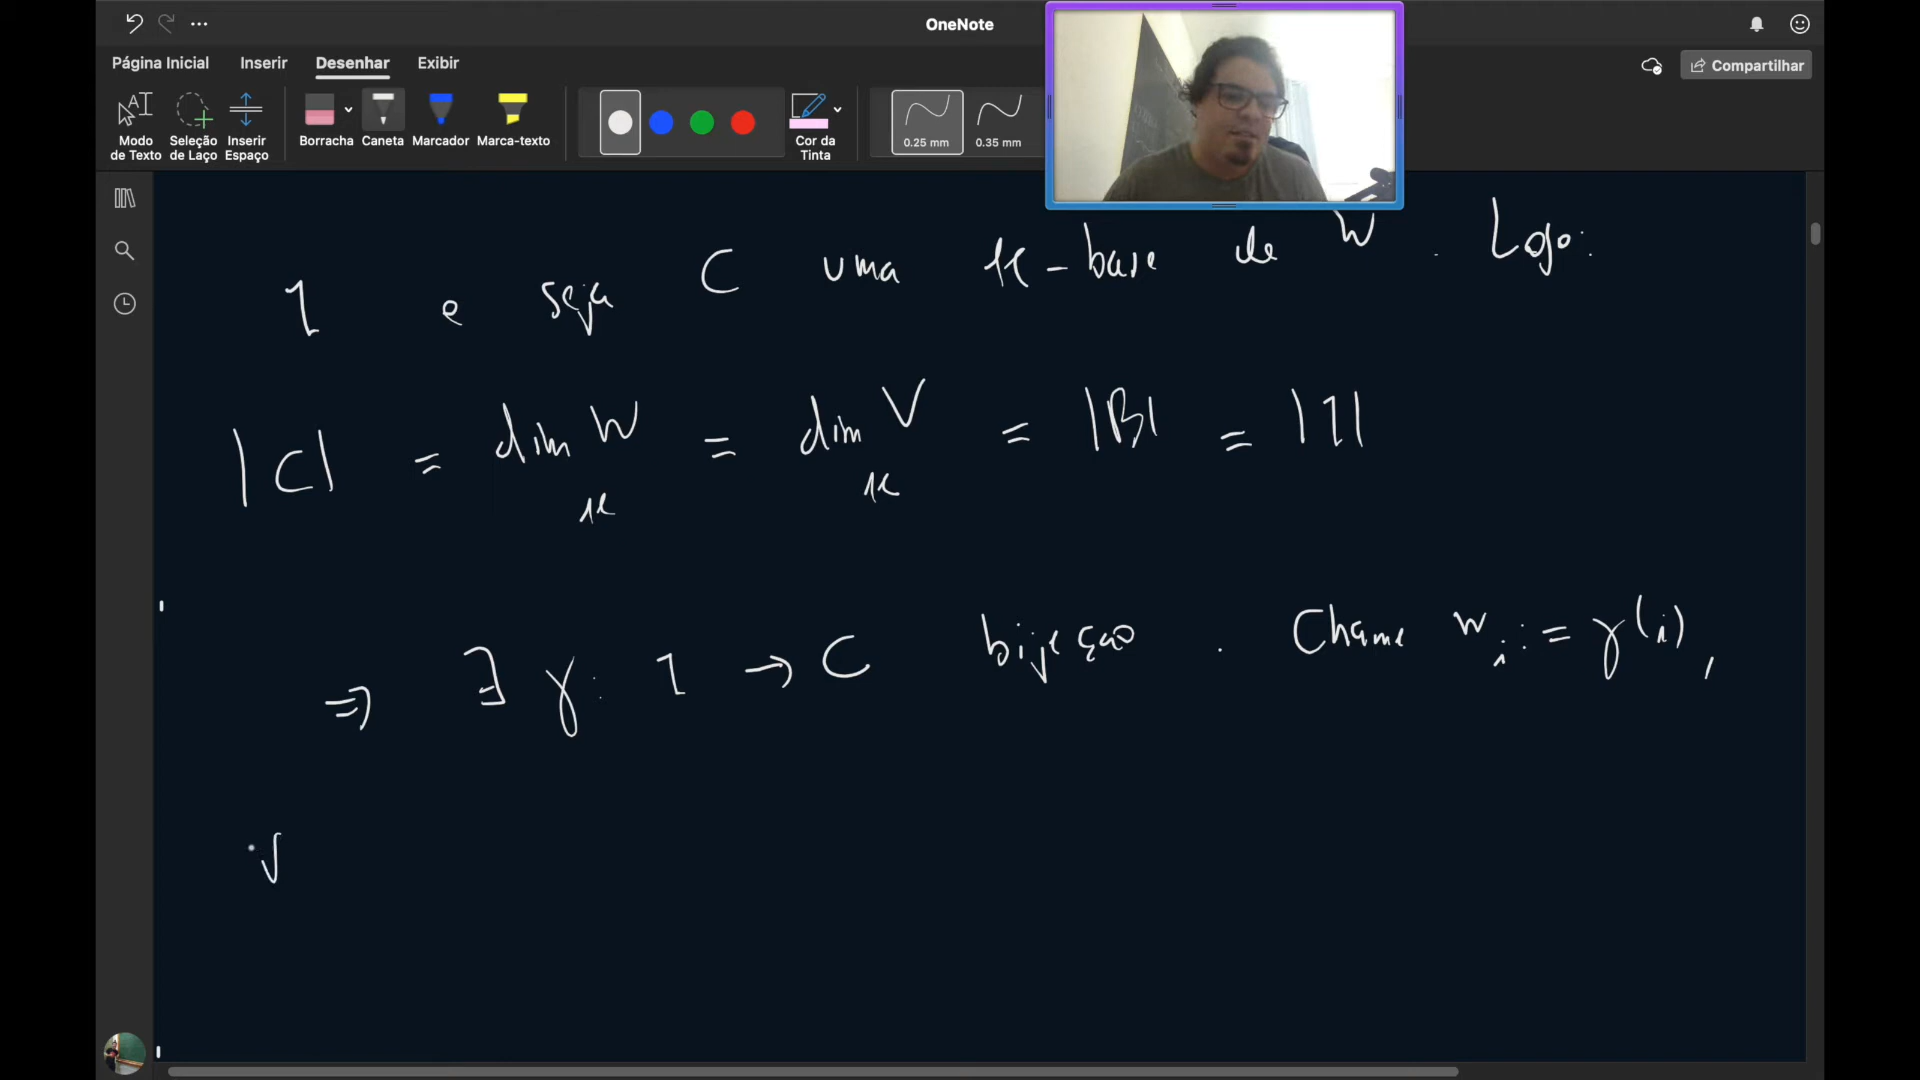 OneNote
Página Inicial Inserir Desenhar Exibir Compartilhar
Modo de Texto Seleção de Laço Inserir Espaço Borracha Caneta Marcador Marca-texto Cor da Tinta 0.25 mm 0.35 mm
I e seja C uma K-base de W. Logo:
|C| = dim_K W = dim_K V = |B| = |I|
⇒ ∃ γ: I → C bijeção. Chame w_i := γ(i),